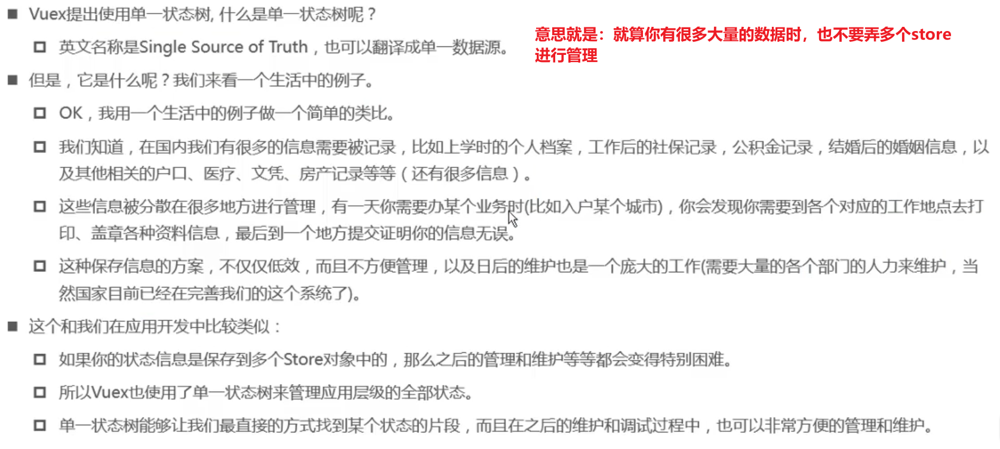 Vuex提出使用单一状态树, 什么是单一状态树呢？
英文名称是Single Source of Truth，也可以翻译成单一数据源。
意思就是：就算你有很多大量的数据时，也不要弄多个store
进行管理
但是，它是什么呢？我们来看一个生活中的例子。
OK，我用一个生活中的例子做一个简单的类比。
我们知道，在国内我们有很多的信息需要被记录，比如上学时的个人档案，工作后的社保记录，公积金记录，结婚后的婚姻信息，以
及其他相关的户口、医疗、文凭、房产记录等等（还有很多信息）。
这些信息被分散在很多地方进行管理，有一天你需要办某个业务时(比如入户某个城市)，你会发现你需要到各个对应的工作地点去打
印、盖章各种资料信息，最后到一个地方提交证明你的信息无误。
这种保存信息的方案，不仅仅低效，而且不方便管理，以及日后的维护也是一个庞大的工作(需要大量的各个部门的人力来维护，当
然国家目前已经在完善我们的这个系统了)。
这个和我们在应用开发中比较类似：
如果你的状态信息是保存到多个Store对象中的，那么之后的管理和维护等等都会变得特别困难。
所以Vuex也使用了单一状态树来管理应用层级的全部状态。
单一状态树能够让我们最直接的方式找到某个状态的片段，而且在之后的维护和调试过程中，也可以非常方便的管理和维护。